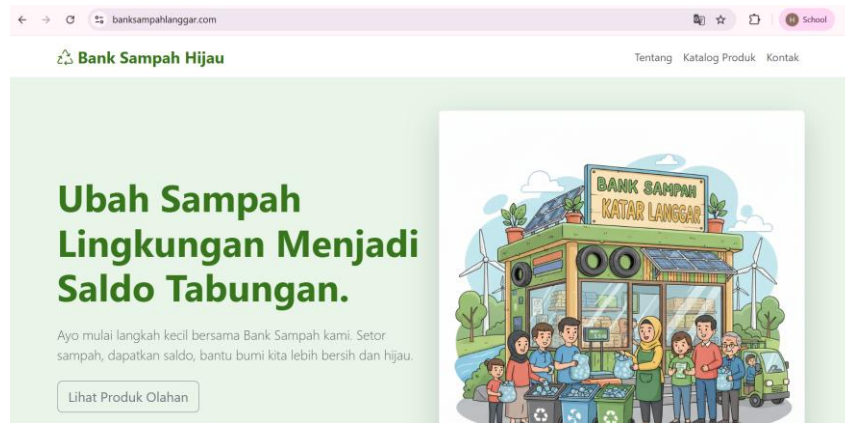 banksampahlanggar.com
H School
Bank Sampah Hijau
Tentang Katalog Produk Kontak
Ubah Sampah
Lingkungan Menjadi
Saldo Tabungan.
Ayo mulai langkah kecil bersama Bank Sampah kami. Setor
sampah, dapatkan saldo, bantu bumi kita lebih bersih dan hijau.
Lihat Produk Olahan
BANK SAMPAH
KATAR LANGGAR